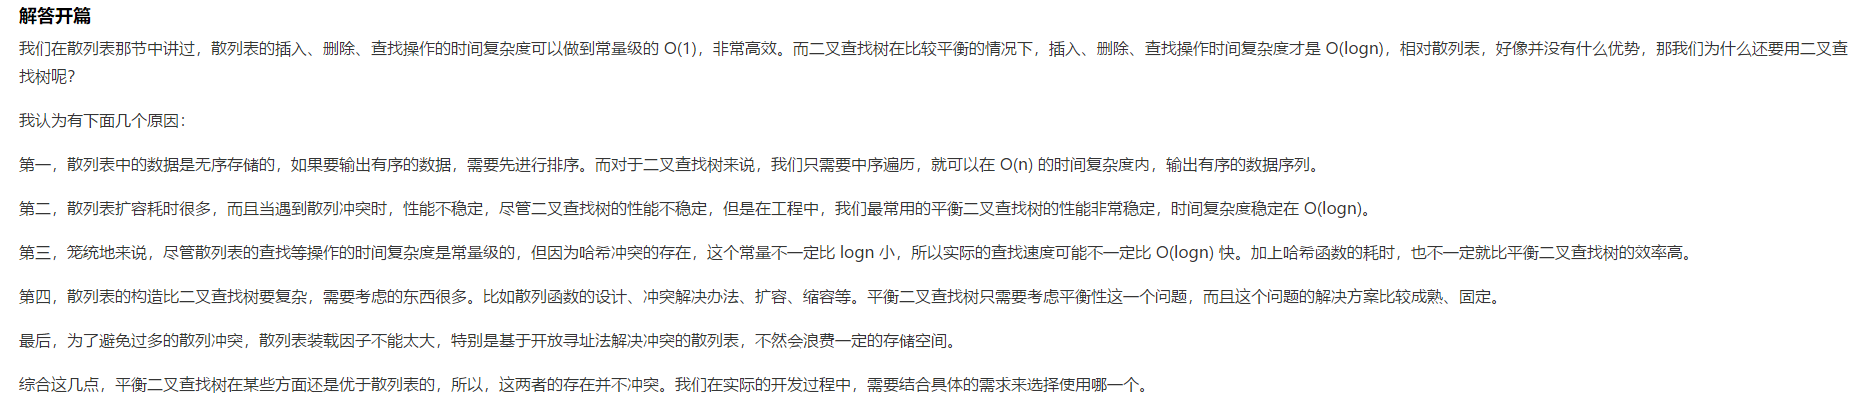 解答开篇
我们在散列表那节中讲过，散列表的插入、删除、查找操作的时间复杂度可以做到常量级的 O(1)，非常高效。而二叉查找树在比较平衡的情况下，插入、删除、查找操作时间复杂度才是 O(logn)，相对散列表，好像并没有什么优势，那我们为什么还要用二叉查
找树呢？
我认为有下面几个原因：
第一，散列表中的数据是无序存储的，如果要输出有序的数据，需要先进行排序。而对于二叉查找树来说，我们只需要中序遍历，就可以在 O(n) 的时间复杂度内，输出有序的数据序列。
第二，散列表扩容耗时很多，而且当遇到散列冲突时，性能不稳定，尽管二叉查找树的性能不稳定，但是在工程中，我们最常用的平衡二叉查找树的性能非常稳定，时间复杂度稳定在 O(logn)。
第三，笼统地来说，尽管散列表的查找等操作的时间复杂度是常量级的，但因为哈希冲突的存在，这个常量不一定比 logn 小，所以实际的查找速度可能不一定比 O(logn) 快。加上哈希函数的耗时，也不一定就比平衡二叉查找树的效率高。
第四，散列表的构造比二叉查找树要复杂，需要考虑的东西很多。比如散列函数的设计、冲突解决办法、扩容、缩容等。平衡二叉查找树只需要考虑平衡性这一个问题，而且这个问题的解决方案比较成熟、固定。
最后，为了避免过多的散列冲突，散列表装载因子不能太大，特别是基于开放寻址法解决冲突的散列表，不然会浪费一定的存储空间。
综合这几点，平衡二叉查找树在某些方面还是优于散列表的，所以，这两者的存在并不冲突。我们在实际的开发过程中，需要结合具体的需求来选择使用哪一个。